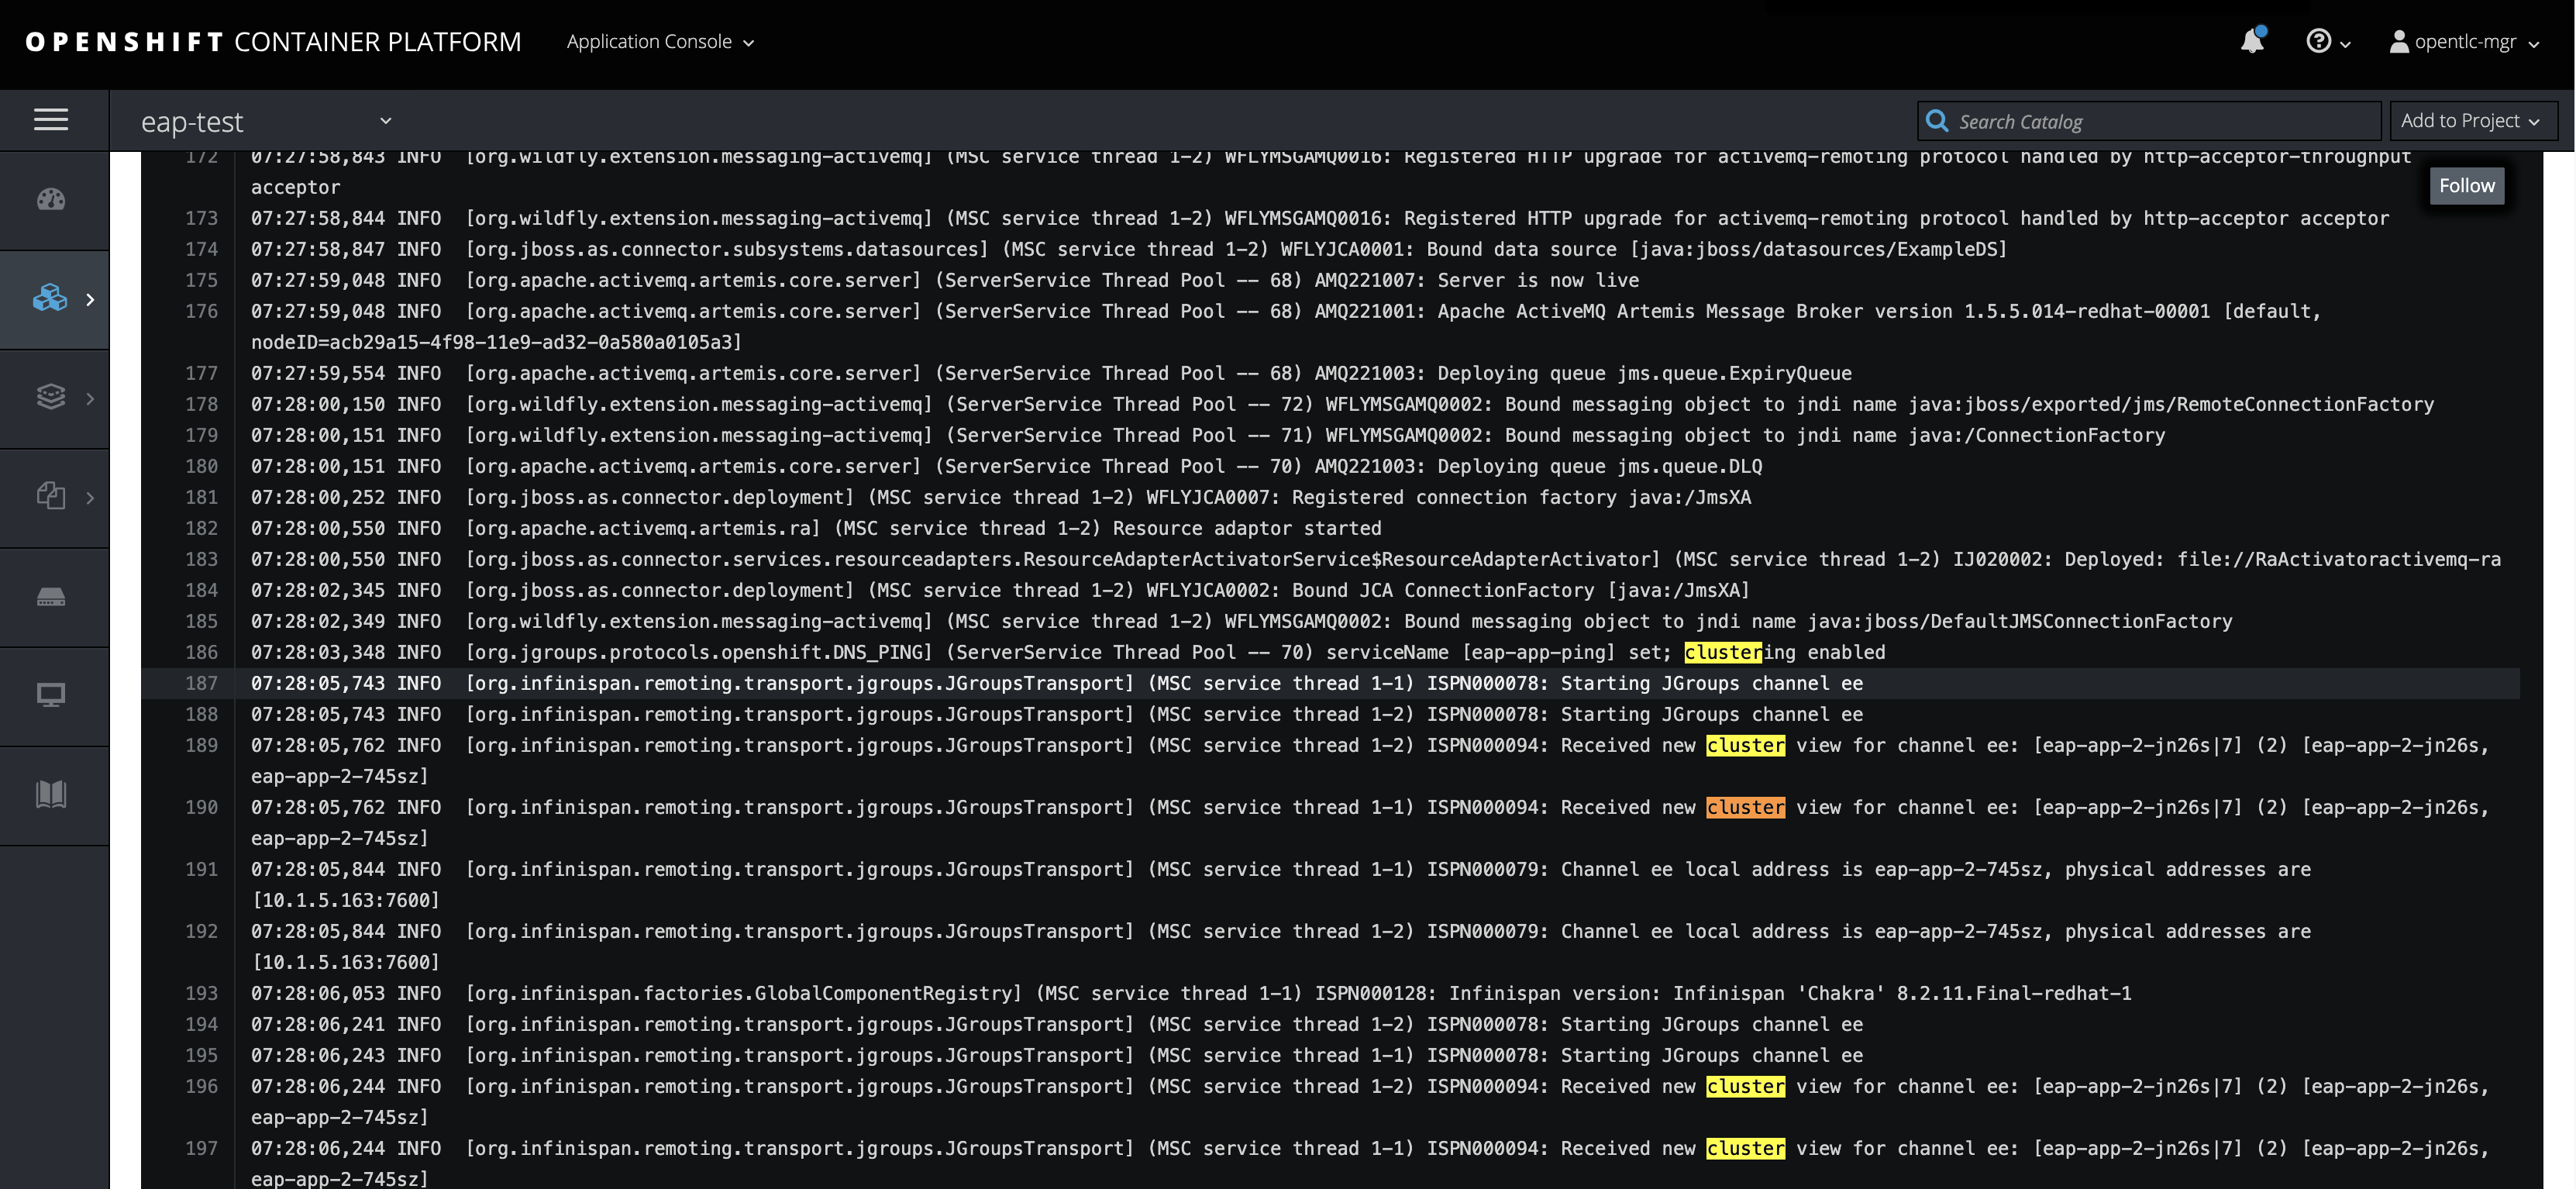 OPENSHIFT CONTAINER PLATFORM Application Console opentlc-mgr
eap-test Search Catalog Add to Project
172 07:27:58,843 INFO [org.wildfly.extension.messaging-activemq] (MSC service thread 1-2) WFLYMSGAMQ0016: Registered HTTP upgrade for activemq-remoting protocol handled by http-acceptor-throughput
acceptor
Follow
173 07:27:58,844 INFO [org.wildfly.extension.messaging-activemq] (MSC service thread 1-2) WFLYMSGAMQ0016: Registered HTTP upgrade for activemq-remoting protocol handled by http-acceptor acceptor
174 07:27:58,847 INFO [org.jboss.as.connector.subsystems.datasources] (MSC service thread 1-2) WFLYJCA0001: Bound data source [java:jboss/datasources/ExampleDS]
175 07:27:59,048 INFO [org.apache.activemq.artemis.core.server] (ServerService Thread Pool -- 68) AMQ221007: Server is now live
176 07:27:59,048 INFO [org.apache.activemq.artemis.core.server] (ServerService Thread Pool -- 68) AMQ221001: Apache ActiveMQ Artemis Message Broker version 1.5.5.014-redhat-00001 [default,
nodeID=acb29a15-4f98-11e9-ad32-0a580a0105a3]
177 07:27:59,554 INFO [org.apache.activemq.artemis.core.server] (ServerService Thread Pool -- 68) AMQ221003: Deploying queue jms.queue.ExpiryQueue
178 07:28:00,150 INFO [org.wildfly.extension.messaging-activemq] (ServerService Thread Pool -- 72) WFLYMSGAMQ0002: Bound messaging object to jndi name java:jboss/exported/jms/RemoteConnectionFactory
179 07:28:00,151 INFO [org.wildfly.extension.messaging-activemq] (ServerService Thread Pool -- 71) WFLYMSGAMQ0002: Bound messaging object to jndi name java:/ConnectionFactory
180 07:28:00,151 INFO [org.apache.activemq.artemis.core.server] (ServerService Thread Pool -- 70) AMQ221003: Deploying queue jms.queue.DLQ
181 07:28:00,252 INFO [org.jboss.as.connector.deployment] (MSC service thread 1-2) WFLYJCA0007: Registered connection factory java:/JmsXA
182 07:28:00,550 INFO [org.apache.activemq.artemis.ra] (MSC service thread 1-2) Resource adaptor started
183 07:28:00,550 INFO [org.jboss.as.connector.services.resourceadapters.ResourceAdapterActivatorService$ResourceAdapterActivator] (MSC service thread 1-2) IJ020002: Deployed: file://RaActivatoractivemq-ra
184 07:28:02,345 INFO [org.jboss.as.connector.deployment] (MSC service thread 1-2) WFLYJCA0002: Bound JCA ConnectionFactory [java:/JmsXA]
185 07:28:02,349 INFO [org.wildfly.extension.messaging-activemq] (MSC service thread 1-2) WFLYMSGAMQ0002: Bound messaging object to jndi name java:jboss/DefaultJMSConnectionFactory
186 07:28:03,348 INFO [org.jgroups.protocols.openshift.DNS_PING] (ServerService Thread Pool -- 70) serviceName [eap-app-ping] set; clustering enabled
187 07:28:05,743 INFO [org.infinispan.remoting.transport.jgroups.JGroupsTransport] (MSC service thread 1-1) ISPN000078: Starting JGroups channel ee
188 07:28:05,743 INFO [org.infinispan.remoting.transport.jgroups.JGroupsTransport] (MSC service thread 1-2) ISPN000078: Starting JGroups channel ee
189 07:28:05,762 INFO [org.infinispan.remoting.transport.jgroups.JGroupsTransport] (MSC service thread 1-2) ISPN000094: Received new cluster view for channel ee: [eap-app-2-jn26s|7] (2) [eap-app-2-jn26s,
eap-app-2-745sz]
190 07:28:05,762 INFO [org.infinispan.remoting.transport.jgroups.JGroupsTransport] (MSC service thread 1-1) ISPN000094: Received new cluster view for channel ee: [eap-app-2-jn26s|7] (2) [eap-app-2-jn26s,
eap-app-2-745sz]
191 07:28:05,844 INFO [org.infinispan.remoting.transport.jgroups.JGroupsTransport] (MSC service thread 1-1) ISPN000079: Channel ee local address is eap-app-2-745sz, physical addresses are
[10.1.5.163:7600]
192 07:28:05,844 INFO [org.infinispan.remoting.transport.jgroups.JGroupsTransport] (MSC service thread 1-2) ISPN000079: Channel ee local address is eap-app-2-745sz, physical addresses are
[10.1.5.163:7600]
193 07:28:06,053 INFO [org.infinispan.factories.GlobalComponentRegistry] (MSC service thread 1-1) ISPN000128: Infinispan version: Infinispan 'Chakra' 8.2.11.Final-redhat-1
194 07:28:06,241 INFO [org.infinispan.remoting.transport.jgroups.JGroupsTransport] (MSC service thread 1-2) ISPN000078: Starting JGroups channel ee
195 07:28:06,243 INFO [org.infinispan.remoting.transport.jgroups.JGroupsTransport] (MSC service thread 1-1) ISPN000078: Starting JGroups channel ee
196 07:28:06,244 INFO [org.infinispan.remoting.transport.jgroups.JGroupsTransport] (MSC service thread 1-2) ISPN000094: Received new cluster view for channel ee: [eap-app-2-jn26s|7] (2) [eap-app-2-jn26s,
eap-app-2-745sz]
197 07:28:06,244 INFO [org.infinispan.remoting.transport.jgroups.JGroupsTransport] (MSC service thread 1-1) ISPN000094: Received new cluster view for channel ee: [eap-app-2-jn26s|7] (2) [eap-app-2-jn26s,
eap-app-2-745sz]